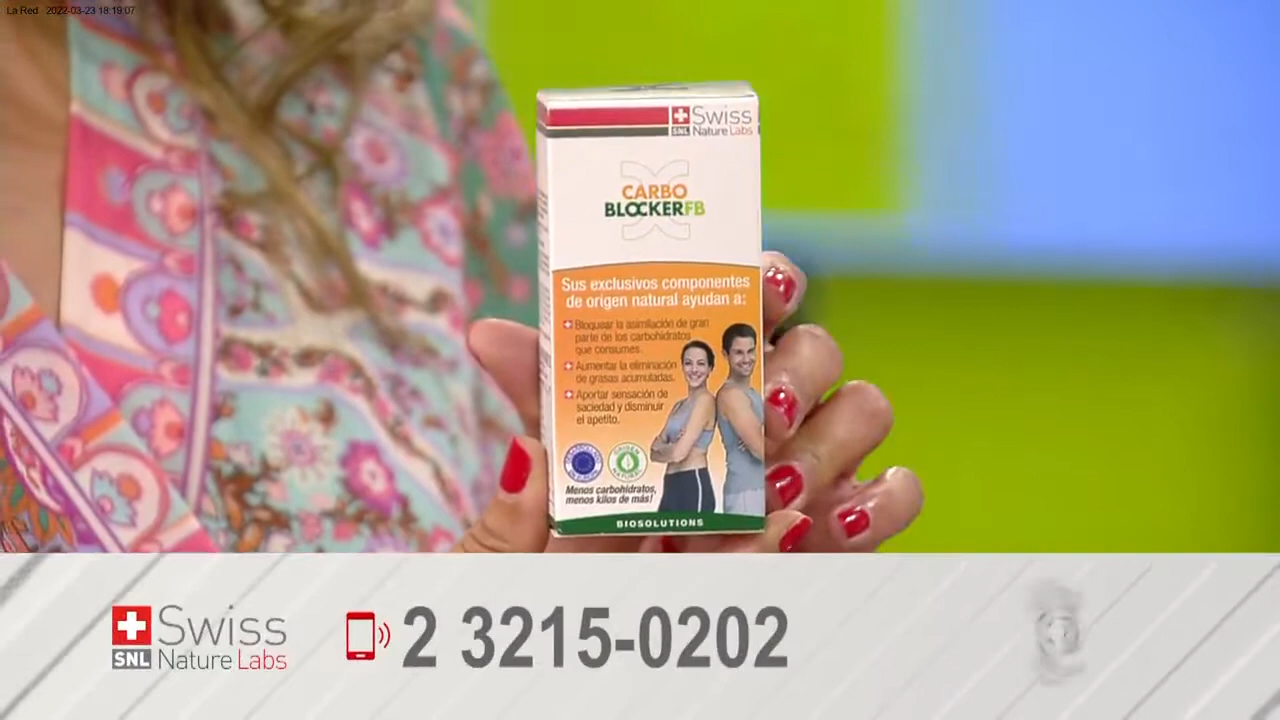 La Red 2022-03-23 18:19:07
Swiss
SNL Nature Labs
CARBO
BLOCKERFB
Sus exclusivos componentes
de origen natural ayudan a:
Bloquear la asimilación de gran
parte de los carbohidratos
que consumes.
Aumentar la eliminación
de grasas acumuladas.
Aportar sensación de
saciedad y disminuir
el apetito.
ORIGEN
NATURAL
Menos carbohidratos,
menos kilos de más!
BIOSOLUTIONS
Swiss
SNL Nature Labs
2 3215-0202